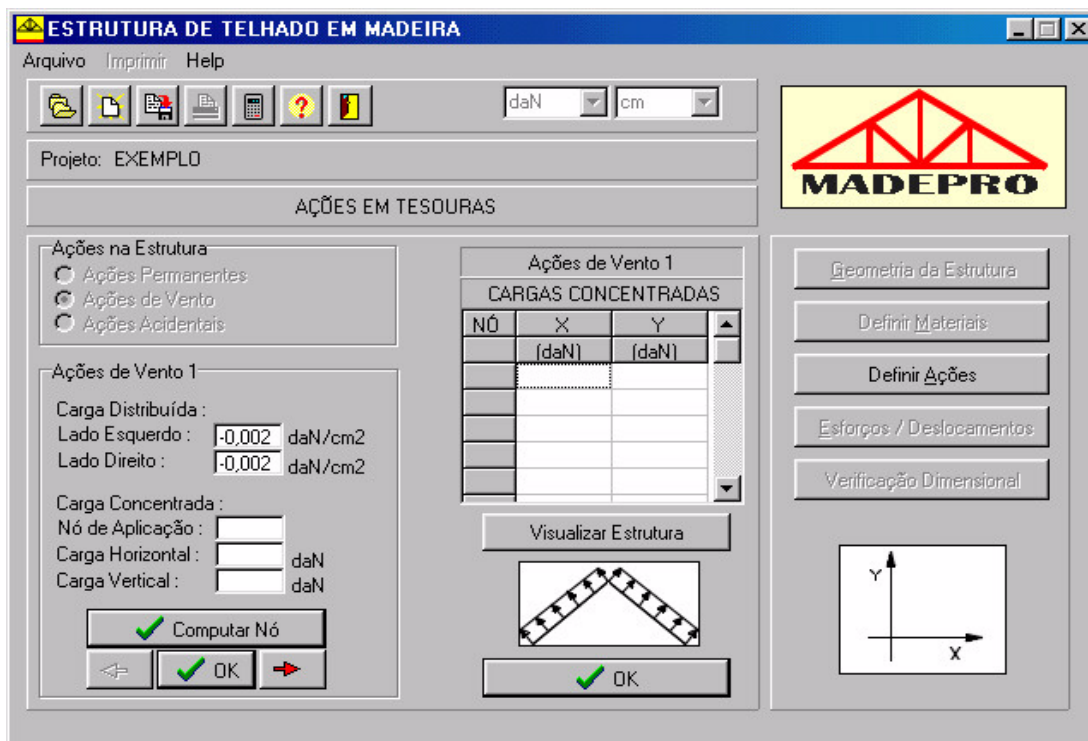 ESTRUTURA DE TELHADO EM MADEIRA
Arquivo Imprimir Help
daN cm
Projeto: EXEMPLO
AÇÕES EM TESOURAS
MADEPRO
Ações na Estrutura
Ações Permanentes
Ações de Vento
Ações Acidentais
Ações de Vento 1
Carga Distribuída :
Lado Esquerdo : -0,002 daN/cm2
Lado Direito : -0,002 daN/cm2
Carga Concentrada :
Nó de Aplicação :
Carga Horizontal : daN
Carga Vertical : daN
Computar Nó
OK
Ações de Vento 1
CARGAS CONCENTRADAS
NÓ X Y
(daN) (daN)
Visualizar Estrutura
OK
Geometria da Estrutura
Definir Materiais
Definir Ações
Esforços / Deslocamentos
Verificação Dimensional
Y
X